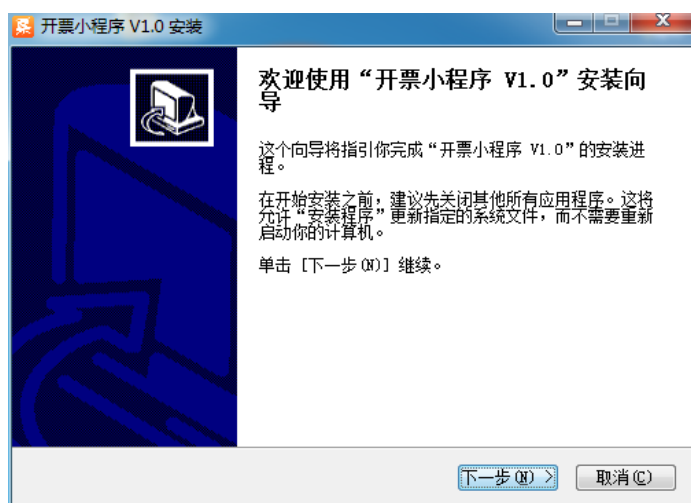 开票小程序 V1.0 安装
欢迎使用“开票小程序 V1.0”安装向
导
这个向导将指引你完成“开票小程序 V1.0”的安装进
程。
在开始安装之前，建议先关闭其他所有应用程序。这将
允许“安装程序”更新指定的系统文件，而不需要重新
启动你的计算机。
单击 [下一步(N)] 继续。
下一步(N) >
取消(C)